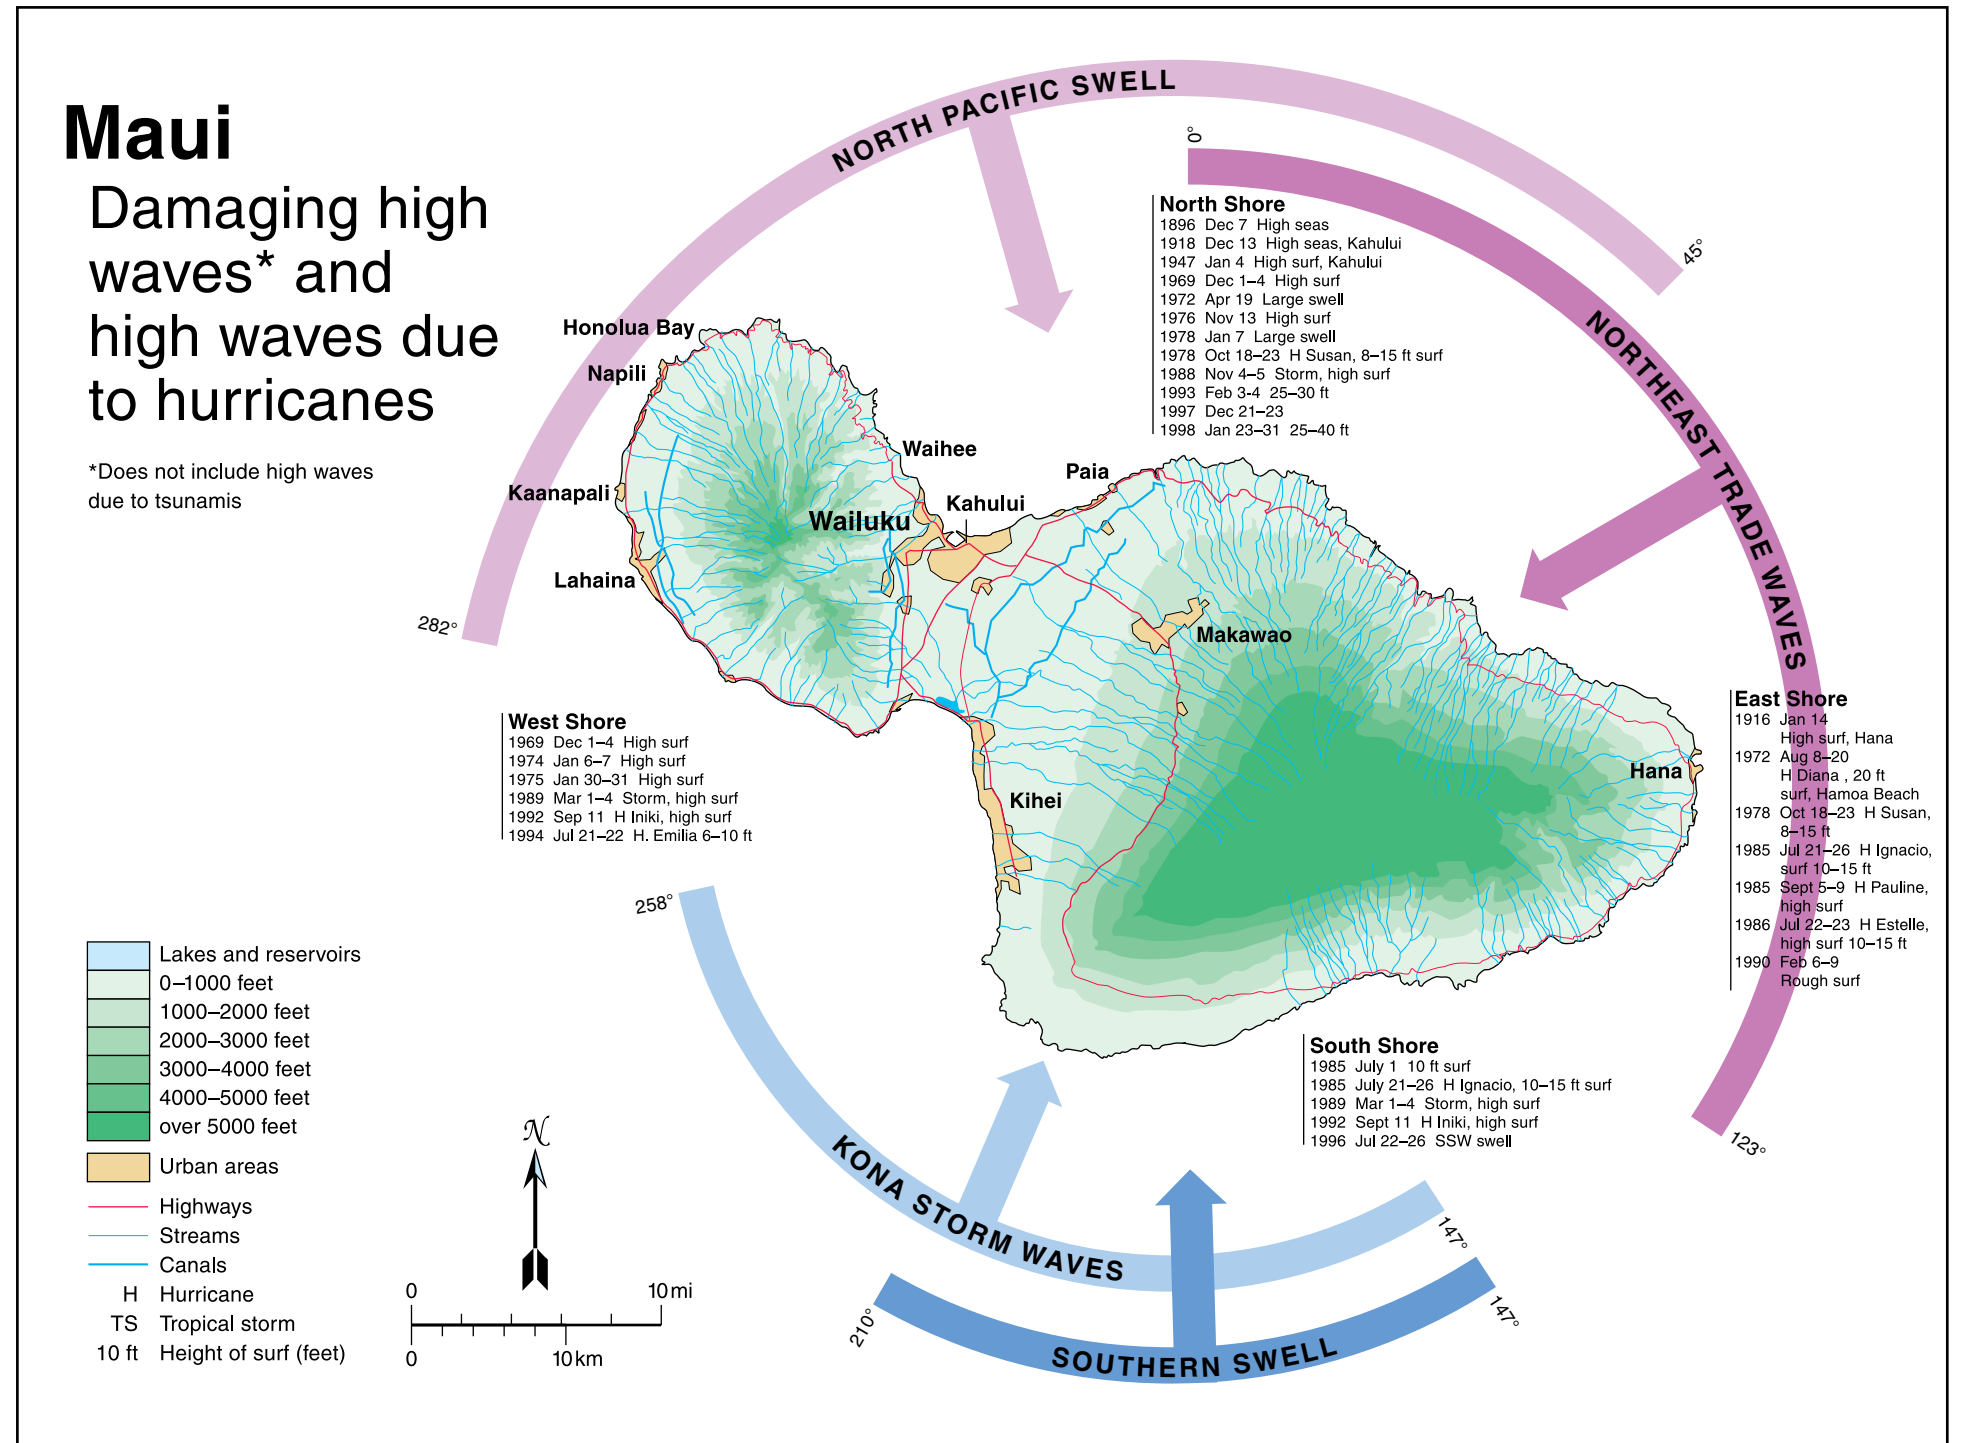 Maui
Damaging high
waves* and
high waves due
to hurricanes
*Does not include high waves
due to tsunamis
NORTH PACIFIC SWELL
0°
45°
282°
NORTHEAST TRADE WAVES
123°
North Shore
1896 Dec 7 High seas
1918 Dec 13 High seas, Kahului
1947 Jan 4 High surf, Kahului
1969 Dec 1–4 High surf
1972 Apr 19 Large swell
1976 Nov 13 High surf
1978 Jan 7 Large swell
1978 Oct 18–23 H Susan, 8–15 ft surf
1988 Nov 4–5 Storm, high surf
1993 Feb 3-4 25–30 ft
1997 Dec 21–23
1998 Jan 23–31 25–40 ft
Honolua Bay
Napili
Kaanapali
Lahaina
Waihee
Wailuku
Kahului
Paia
Makawao
Kihei
Hana
West Shore
1969 Dec 1–4 High surf
1974 Jan 6–7 High surf
1975 Jan 30–31 High surf
1989 Mar 1–4 Storm, high surf
1992 Sep 11 H Iniki, high surf
1994 Jul 21–22 H. Emilia 6–10 ft
East Shore
1916 Jan 14
High surf, Hana
1972 Aug 8–20
H Diana , 20 ft
surf, Hamoa Beach
1978 Oct 18–23 H Susan,
8–15 ft
1985 Jul 21–26 H Ignacio,
surf 10–15 ft
1985 Sept 5–9 H Pauline,
high surf
1986 Jul 22–23 H Estelle,
high surf 10–15 ft
1990 Feb 6–9
Rough surf
South Shore
1985 July 1 10 ft surf
1985 July 21–26 H Ignacio, 10–15 ft surf
1989 Mar 1–4 Storm, high surf
1992 Sept 11 H Iniki, high surf
1996 Jul 22–26 SSW swell
258°
KONA STORM WAVES
147°
210°
SOUTHERN SWELL
147°
Lakes and reservoirs
0–1000 feet
1000–2000 feet
2000–3000 feet
3000–4000 feet
4000–5000 feet
over 5000 feet
Urban areas
Highways
Streams
Canals
H Hurricane
TS Tropical storm
10 ft Height of surf (feet)
N
0 10 mi
0 10 km